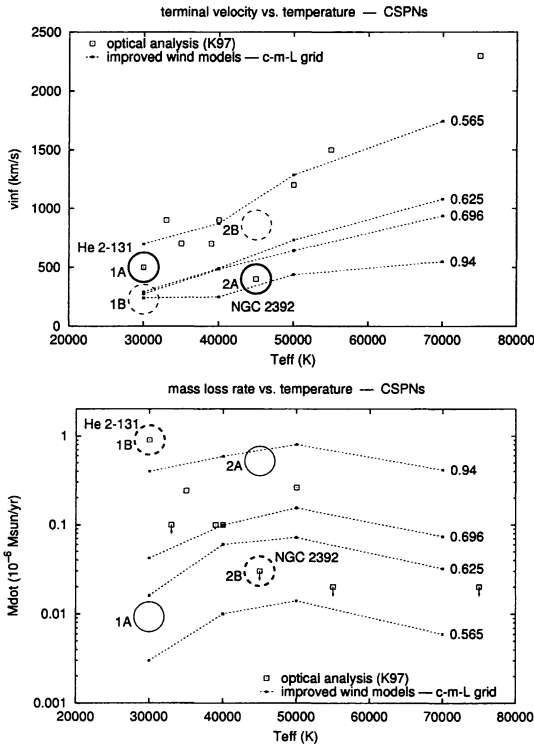 terminal velocity vs. temperature — CSPNs
2500
2000
1500
1000
500
0
vinf (km/s)
optical analysis (K97)
improved wind models — c-m-L grid
0.565
0.625
0.696
0.94
He 2-131
1A
1B
2B
2A
NGC 2392
20000 30000 40000 50000 60000 70000 80000
Teff (K)
mass loss rate vs. temperature — CSPNs
1
0.1
0.01
0.001
Mdot (10⁻⁶ Msun/yr)
He 2-131
1B
2A
0.94
0.696
0.625
0.565
NGC 2392
2B
1A
optical analysis (K97)
improved wind models — c-m-L grid
20000 30000 40000 50000 60000 70000 80000
Teff (K)